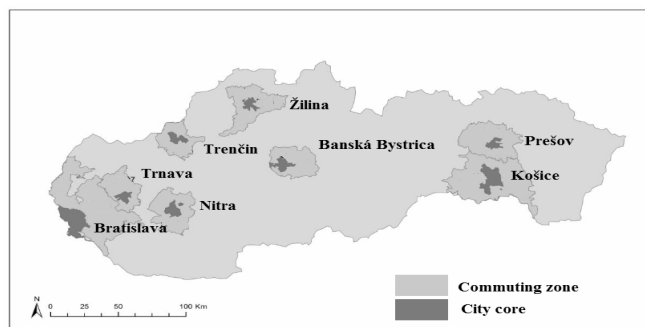 Žilina
Trenčín
Banská Bystrica
Prešov
Košice
Trnava
Nitra
Bratislava
N
0 25 50 100 Km
Commuting zone
City core